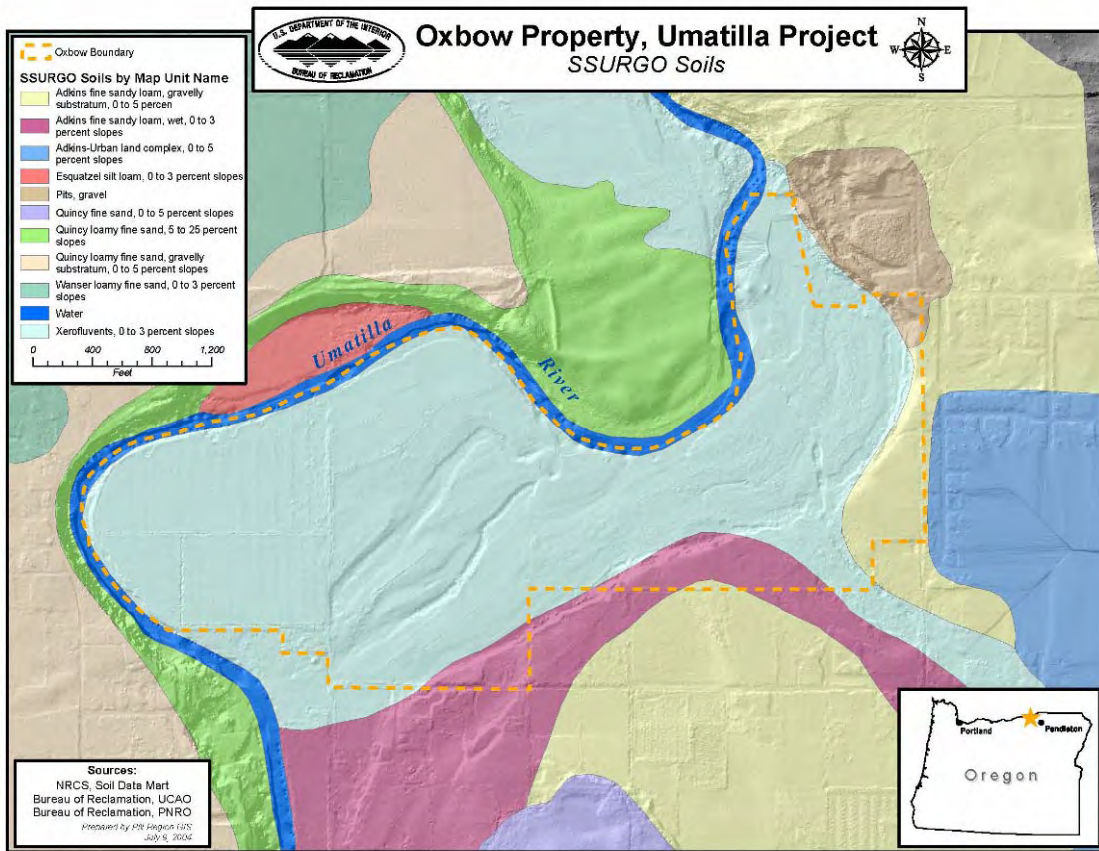 U.S. DEPARTMENT OF THE INTERIOR
BUREAU OF RECLAMATION
Oxbow Property, Umatilla Project
SSURGO Soils
N
W
E
S
Oxbow Boundary
SSURGO Soils by Map Unit Name
Adkins fine sandy loam, gravelly
substratum, 0 to 5 percen
Adkins fine sandy loam, wet, 0 to 3
percent slopes
Adkins-Urban land complex, 0 to 5
percent slopes
Esquatzel silt loam, 0 to 3 percent slopes
Pits, gravel
Quincy fine sand, 0 to 5 percent slopes
Quincy loamy fine sand, 5 to 25 percent
slopes
Quincy loamy fine sand, gravelly
substratum, 0 to 5 percent slopes
Wanser loamy fine sand, 0 to 3 percent
slopes
Water
Xerofluvents, 0 to 3 percent slopes
0 400 800 1,200
Feet
Umatilla
River
Sources:
NRCS, Soil Data Mart
Bureau of Reclamation, UCAO
Bureau of Reclamation, PNRO
Prepared by PN Region GIS
July 9, 2004
Portland
Pendleton
Oregon